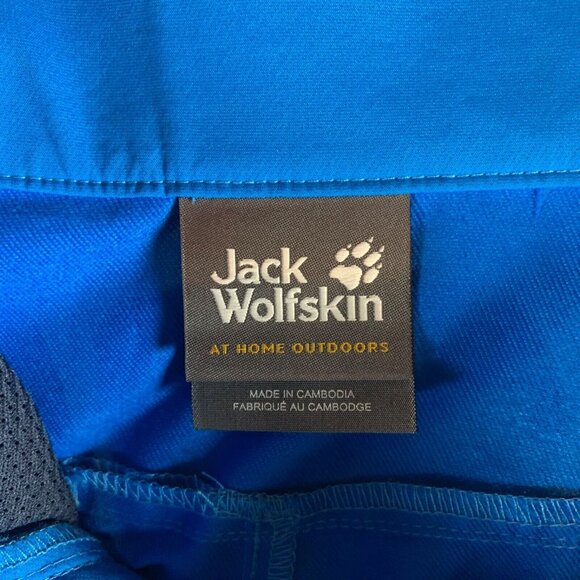 Jack
Wolfskin
AT HOME OUTDOORS
MADE IN CAMBODIA
FABRIQUÉ AU CAMBODGE